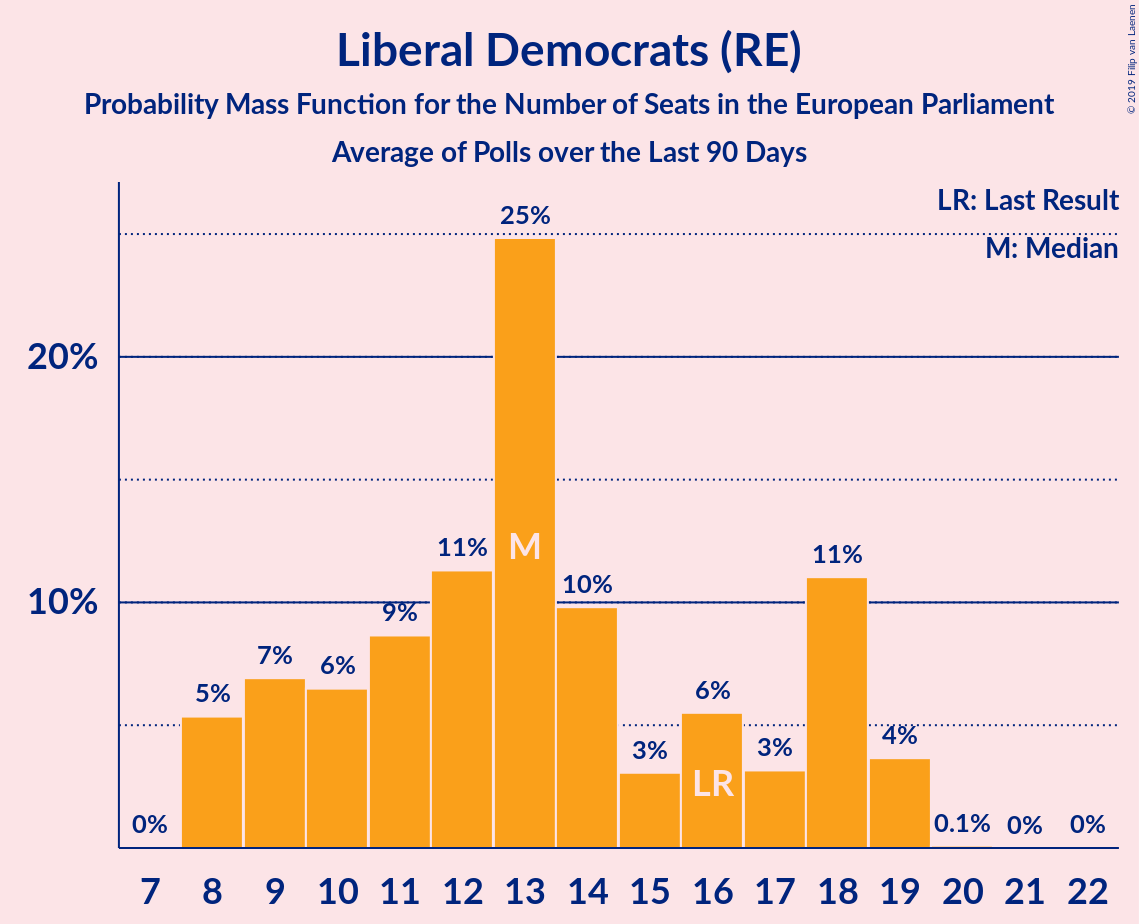 Liberal Democrats (RE)
Probability Mass Function for the Number of Seats in the European Parliament
Average of Polls over the Last 90 Days
© 2019 Filip van Laenen
LR: Last Result
M: Median
20%
10%
0%
5%
7%
6%
9%
11%
25%
10%
3%
6%
3%
11%
4%
0.1%
0%
0%
M
LR
7 8 9 10 11 12 13 14 15 16 17 18 19 20 21 22